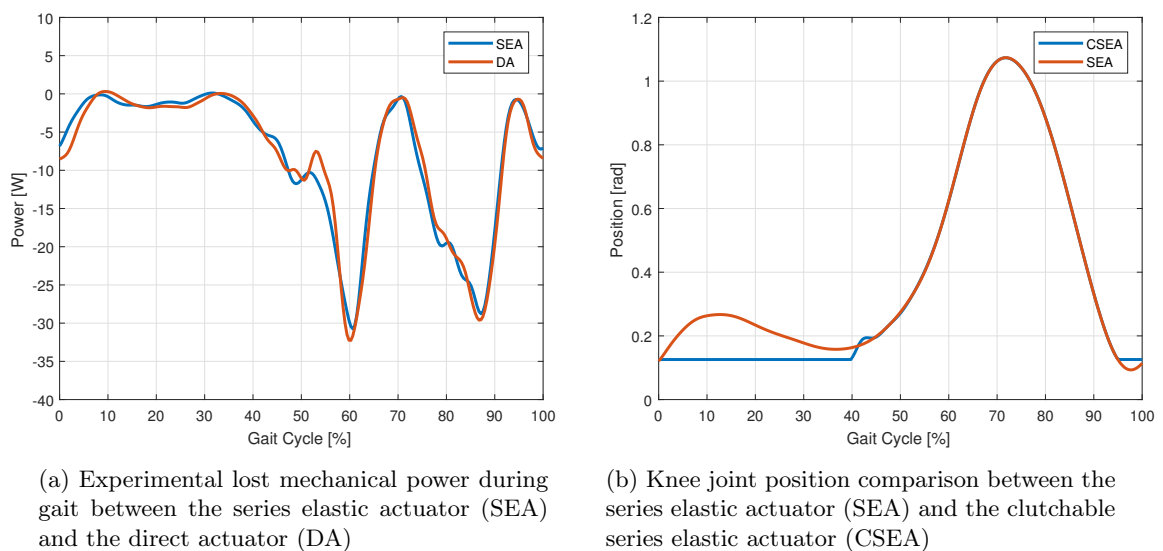 10
5
0
-5
-10
-15
-20
-25
-30
-35
-40
Power [W]
SEA
DA
0 10 20 30 40 50 60 70 80 90 100
Gait Cycle [%]
1.2
1
0.8
0.6
0.4
0.2
0
Position [rad]
CSEA
SEA
0 10 20 30 40 50 60 70 80 90 100
Gait Cycle [%]
(a) Experimental lost mechanical power during
gait between the series elastic actuator (SEA)
and the direct actuator (DA)
(b) Knee joint position comparison between the
series elastic actuator (SEA) and the clutchable
series elastic actuator (CSEA)